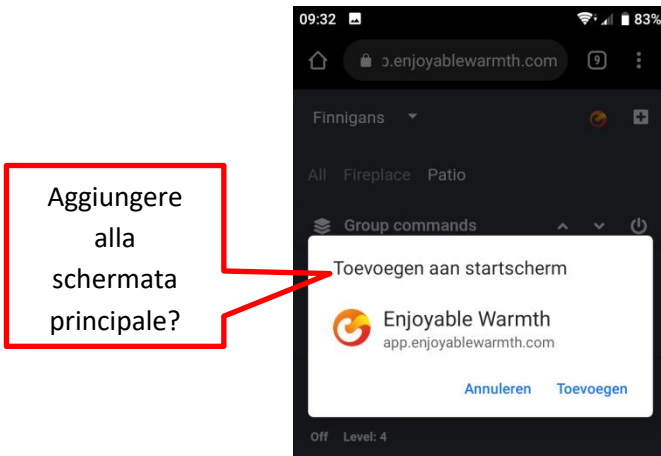 09:32 83%
ɔ.enjoyablewarmth.com 9
Finnigans
All Fireplace Patio
Group commands
Aggiungere
alla
schermata
principale?
Toevoegen aan startscherm
Enjoyable Warmth
app.enjoyablewarmth.com
Annuleren Toevoegen
Off Level: 4